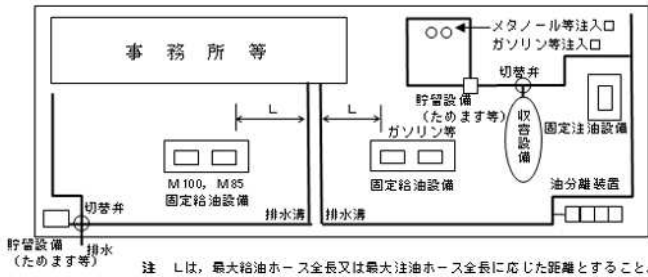 事務所等
メタノール等注入口
ガソリン等注入口
切替弁
貯留設備
(ためます等)
収容設備
固定注油設備
L
L
ガソリン等
M100，M85
固定給油設備
固定給油設備
油分離装置
切替弁
排水溝
排水溝
貯留設備
(ためます等)
排水
注 Lは，最大給油ホース全長又は最大注油ホース全長に応じた距離とすること。